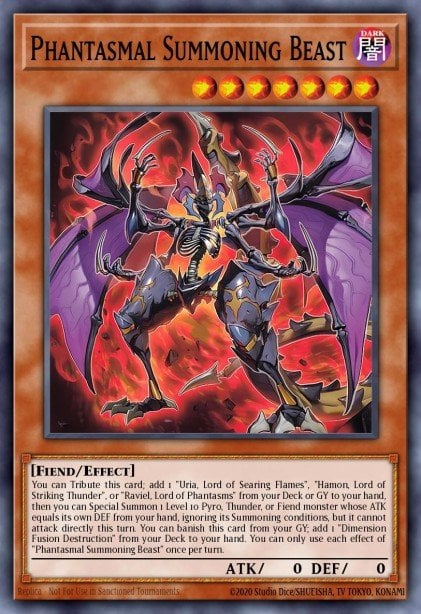 PHANTASMAL SUMMONING BEAST
DARK
闇
[FIEND/EFFECT]
You can Tribute this card; add 1 "Uria, Lord of Searing Flames", "Hamon, Lord of
Striking Thunder", or "Raviel, Lord of Phantasms" from your Deck or GY to your hand,
then you can Special Summon 1 Level 10 Pyro, Thunder, or Fiend monster whose ATK
equals its own DEF from your hand, ignoring its Summoning conditions, but it cannot
attack directly this turn. You can banish this card from your GY; add 1 "Dimension
Fusion Destruction" from your Deck to your hand. You can only use each effect of
"Phantasmal Summoning Beast" once per turn.
ATK/ 0 DEF/ 0
Replica - Not For Use in Sanctioned Tournaments
©2020 Studio Dice/SHUEISHA, TV TOKYO, KONAMI